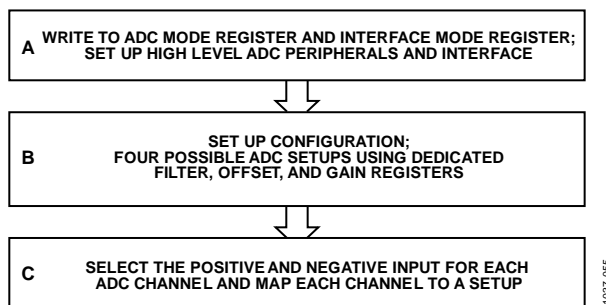 A
WRITE TO ADC MODE REGISTER AND INTERFACE MODE REGISTER;
SET UP HIGH LEVEL ADC PERIPHERALS AND INTERFACE
B
SET UP CONFIGURATION;
FOUR POSSIBLE ADC SETUPS USING DEDICATED
FILTER, OFFSET, AND GAIN REGISTERS
C
SELECT THE POSITIVE AND NEGATIVE INPUT FOR EACH
ADC CHANNEL AND MAP EACH CHANNEL TO A SETUP